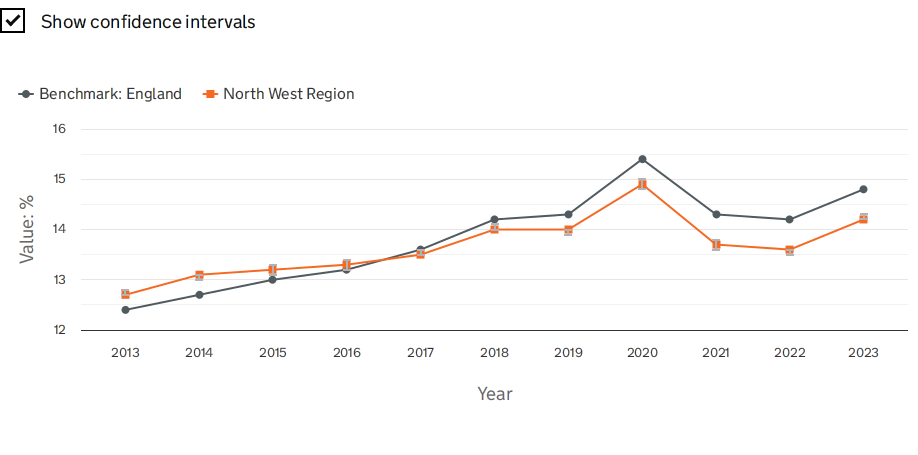 Show confidence intervals
Benchmark: England North West Region
16
15
14
13
12
Value: %
2013 2014 2015 2016 2017 2018 2019 2020 2021 2022 2023
Year